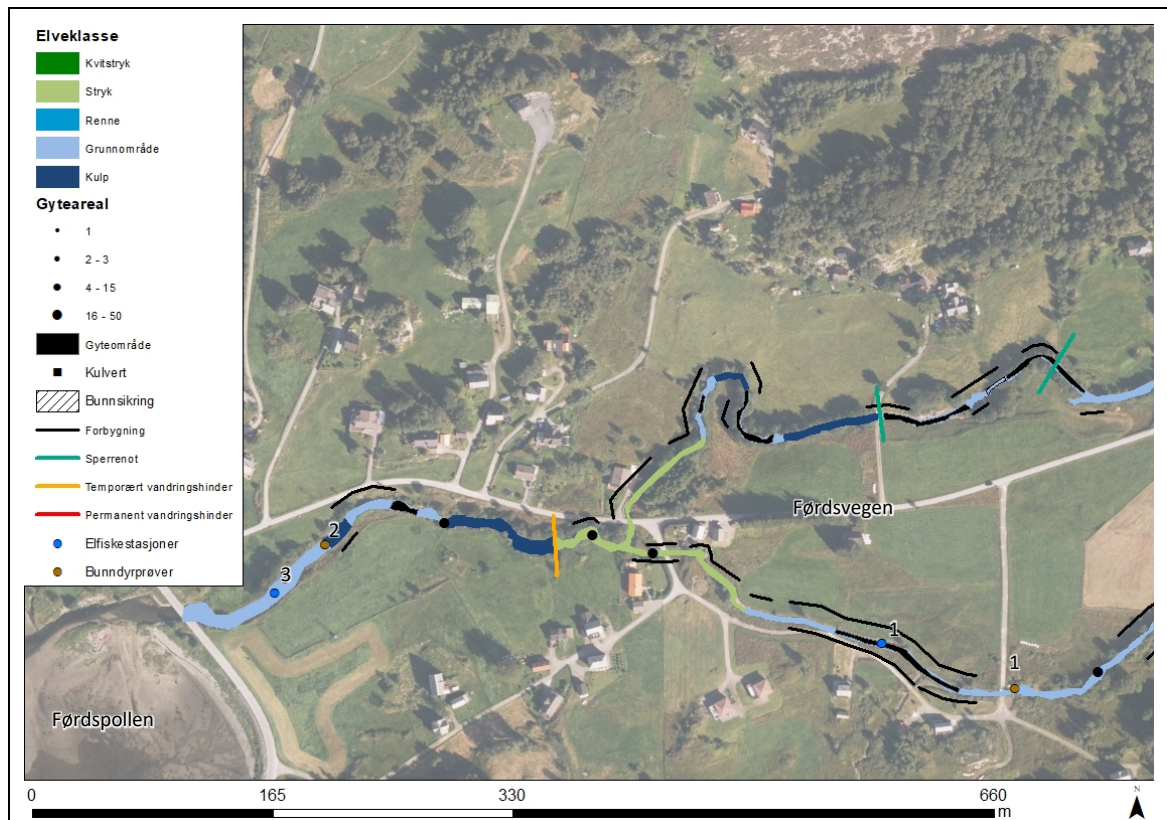 Elveklasse
Kvitstryk
Stryk
Renne
Grunnområde
Kulp
Gyteareal
1
2 - 3
4 - 15
16 - 50
Gyteområde
Kulvert
Bunnsikring
Forbygning
Sperrenot
Temporært vandringshinder
Permanent vandringshinder
Elfiskestasjoner
Bunndyrprøver
Førdsvegen
2
3
1
1
Førdspollen
N
0 165 330 660
m